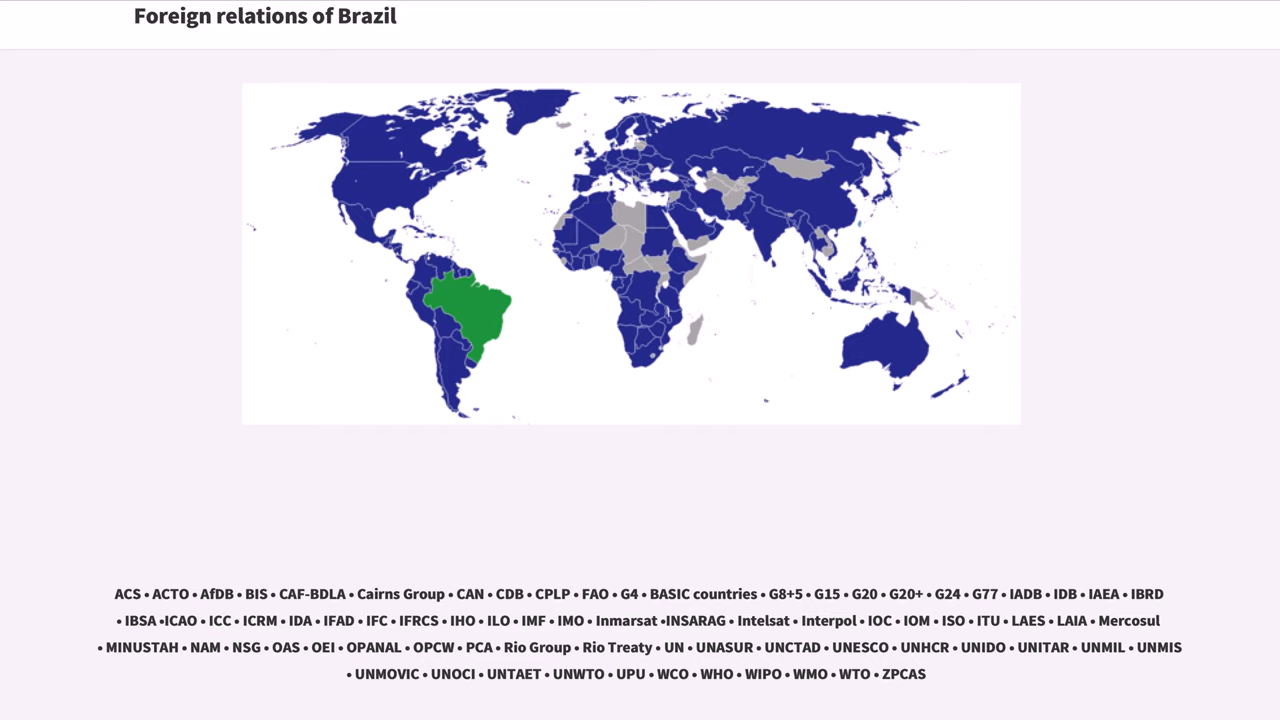 Foreign relations of Brazil
ACS • ACTO • AfDB • BIS • CAF-BDLA • Cairns Group • CAN • CDB • CPLP • FAO • G4 • BASIC countries • G8+5 • G15 • G20 • G20+ • G24 • G77 • IADB • IDB • IAEA • IBRD
• IBSA •ICAO • ICC • ICRM • IDA • IFAD • IFC • IFRCS • IHO • ILO • IMF • IMO • Inmarsat •INSARAG • Intelsat • Interpol • IOC • IOM • ISO • ITU • LAES • LAIA • Mercosul
• MINUSTAH • NAM • NSG • OAS • OEI • OPANAL • OPCW • PCA • Rio Group • Rio Treaty • UN • UNASUR • UNCTAD • UNESCO • UNHCR • UNIDO • UNITAR • UNMIL • UNMIS
• UNMOVIC • UNOCI • UNTAET • UNWTO • UPU • WCO • WHO • WIPO • WMO • WTO • ZPCAS